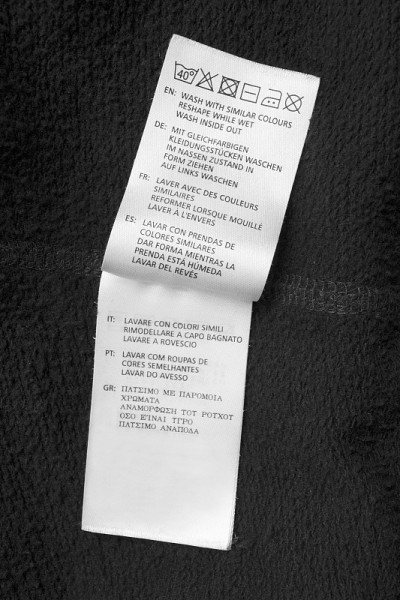 40°
EN: WASH WITH SIMILAR COLOURS
RESHAPE WHILE WET
WASH INSIDE OUT
DE: MIT GLEICHFARBIGEN
KLEIDUNGSSTÜCKEN WASCHEN
IM NASSEN ZUSTAND IN
FORM ZIEHEN
AUF LINKS WASCHEN
FR: LAVER AVEC DES COULEURS
SIMILAIRES
REFORMER LORSQUE MOUILLÉ
LAVER À L'ENVERS
ES: LAVAR CON PRENDAS DE
COLORES SIMILARES
DAR FORMA MIENTRAS LA
PRENDA ESTÁ HÚMEDA
LAVAR DEL REVÉS
IT: LAVARE CON COLORI SIMILI
RIMODELLARE A CAPO BAGNATO
LAVARE A ROVESCIO
PT: LAVAR COM ROUPAS DE
CORES SEMELHANTES
LAVAR DO AVESSO
GR: ΠΛΤΣΙΜΟ ΜΕ ΠΑΡΟΜΟΙΑ
ΧΡΩΜΑΤΑ
ΑΝΑΜΟΡΦΩΣΗ ΤΟΤ ΡΟΤΧΟΤ
ΟΣΟ ΕΊΝΑΙ ΤΓΡΟ
ΠΛΤΣΙΜΟ ΑΝΑΠΟΔΑ